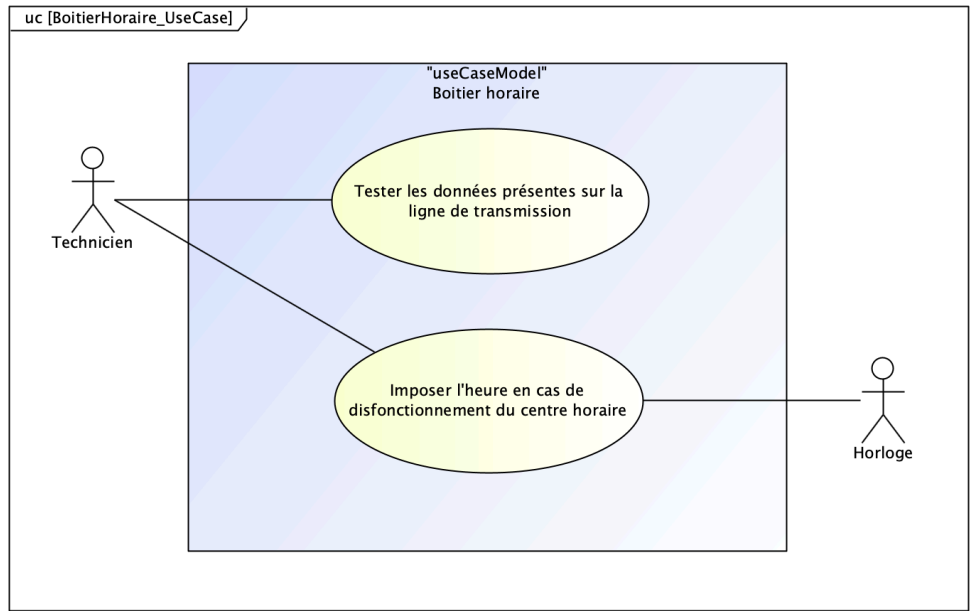 uc [BoitierHoraire_UseCase]
"useCaseModel"
Boitier horaire
Tester les données présentes sur la
ligne de transmission
Technicien
Imposer l'heure en cas de
disfonctionnement du centre horaire
Horloge